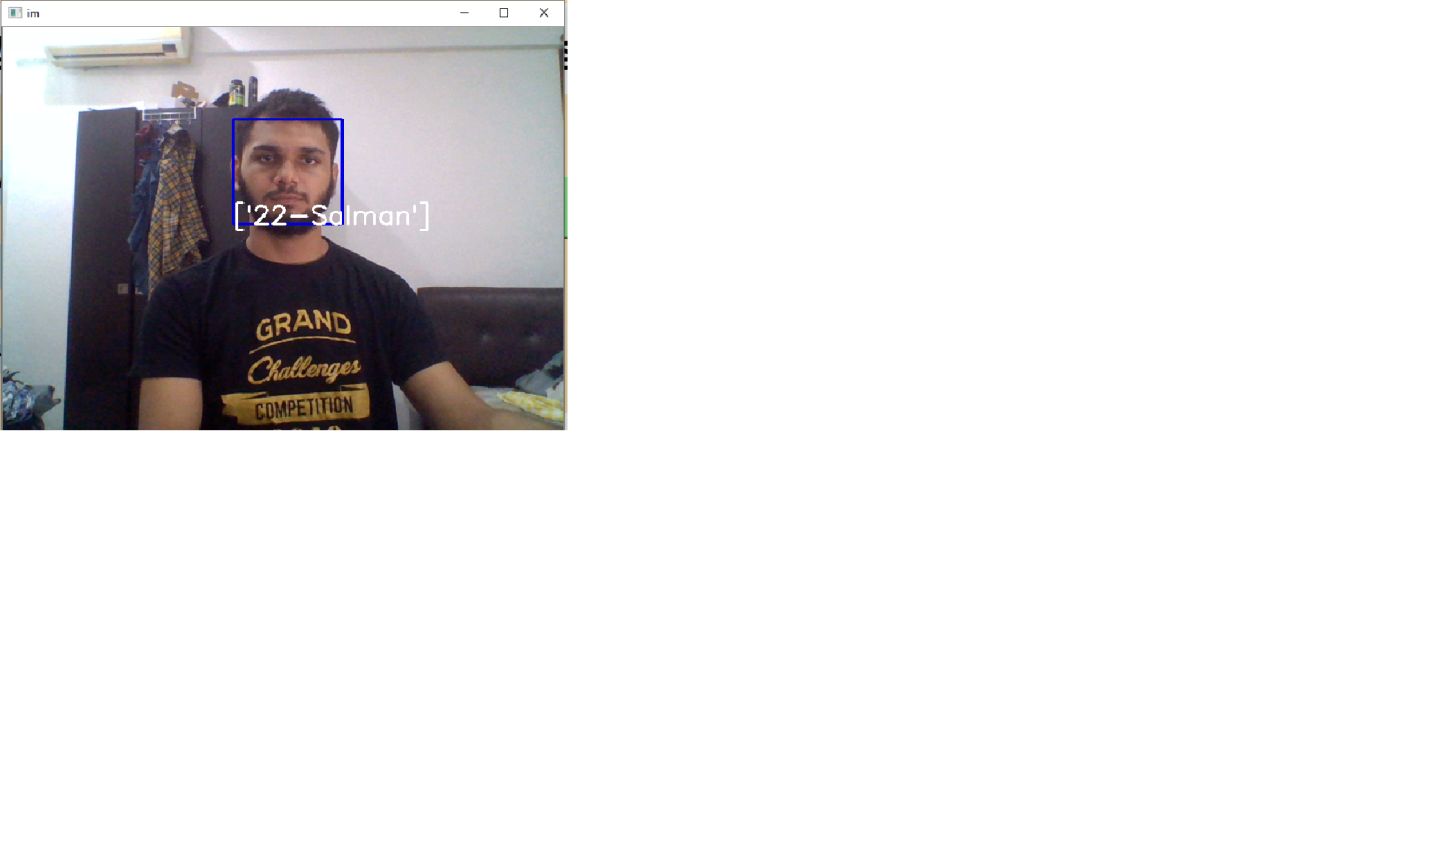 im
['22-Salman']
GRAND
Challenges
COMPETITION